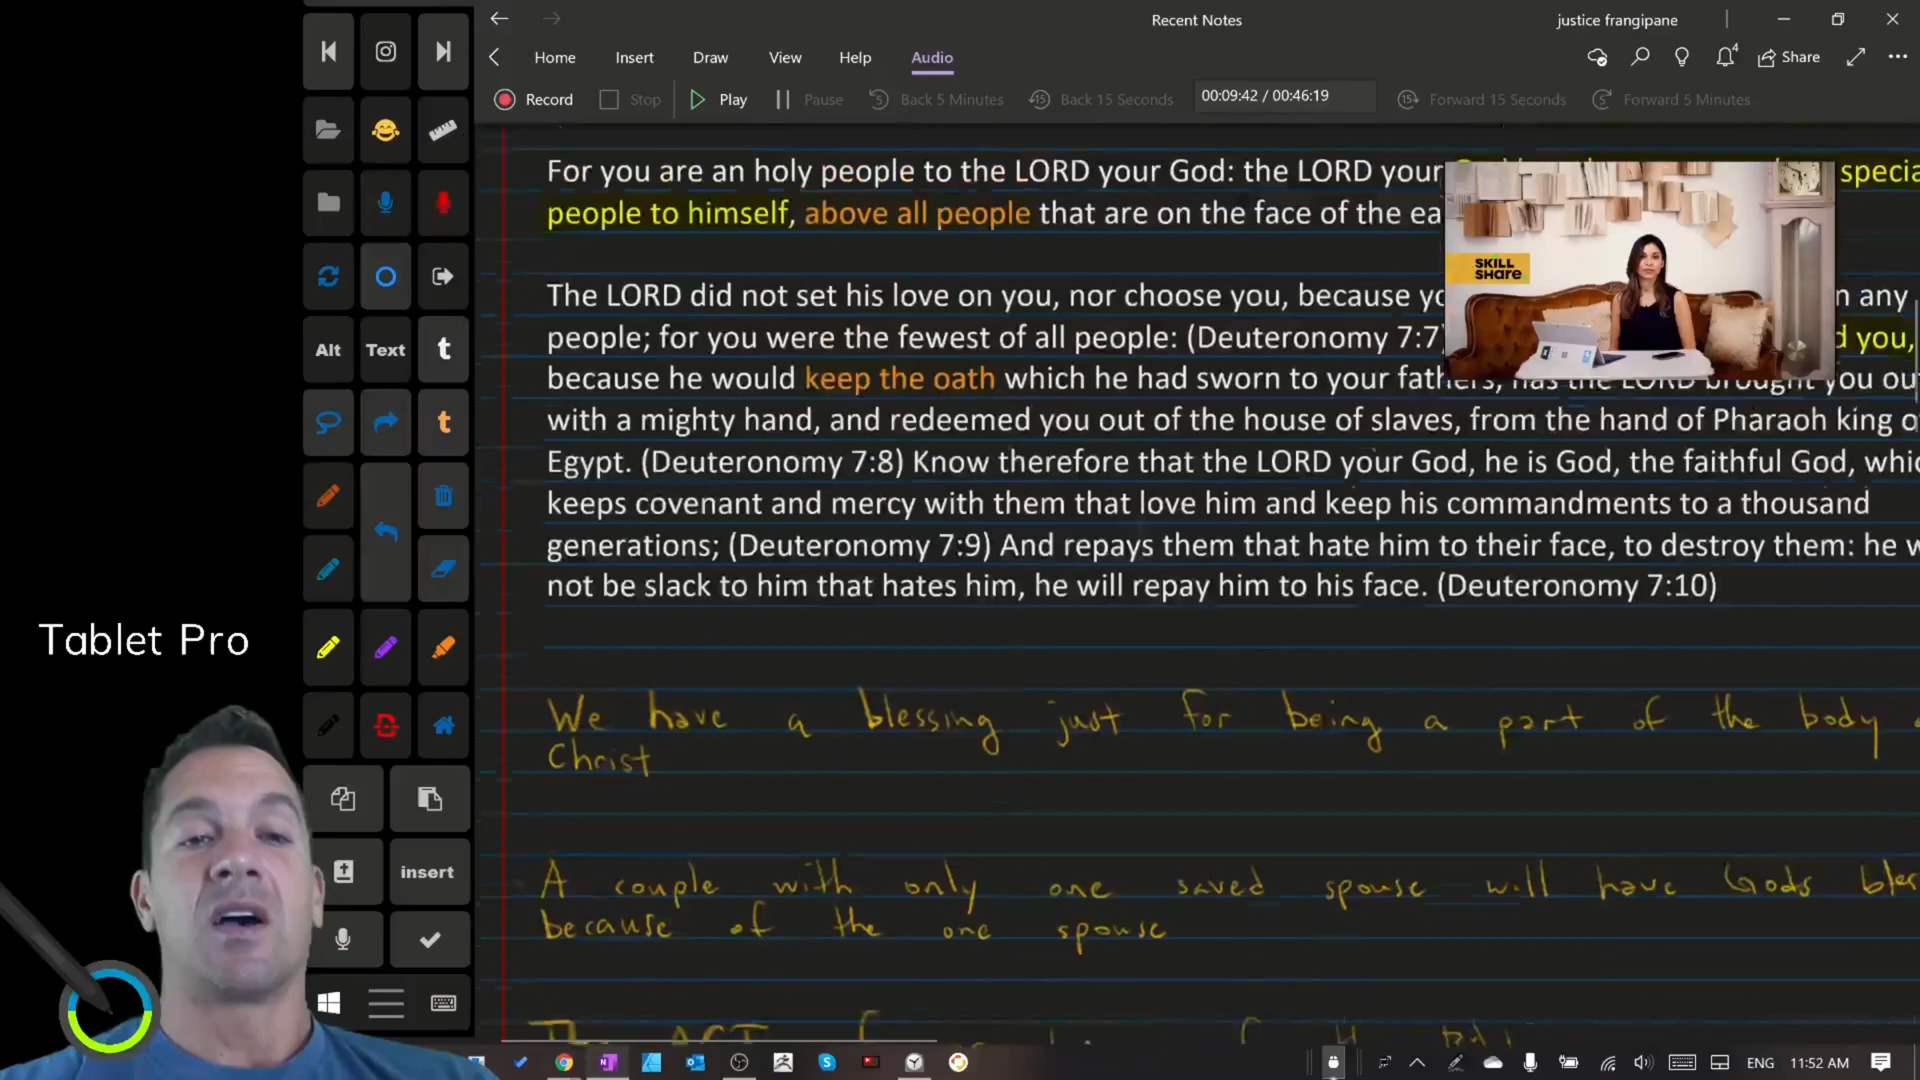 Recent Notes
justice frangipane
Home Insert Draw View Help Audio
4
Share
Record Stop Play Pause Back 5 Minutes Back 15 Seconds 00:09:42 / 00:46:19 Forward 15 Seconds Forward 5 Minutes
For you are an holy people to the LORD your God: the LORD your
people to himself, above all people that are on the face of the
SKILL
SHare
The LORD did not set his love on you, nor choose you, because any
people; for you were the fewest of all people: (Deuteronomy 7:7) you,
because he would keep the oath which he had sworn to your fathers, has the LORD brought you
with a mighty hand, and redeemed you out of the house of slaves, from the hand of Pharaoh king
Egypt. (Deuteronomy 7:8) Know therefore that the LORD your God, he is God, the faithful God,
keeps covenant and mercy with them that love him and keep his commandments to a thousand
generations; (Deuteronomy 7:9) And repays them that hate him to their face, to destroy them: he
not be slack to him that hates him, he will repay him to his face. (Deuteronomy 7:10)
We have a blessing just for being a part of the body
Christ
A couple with only one saved spouse will have Gods
because of the one spouse
Alt Text t
t
insert
Tablet Pro
ENG 11:52 AM